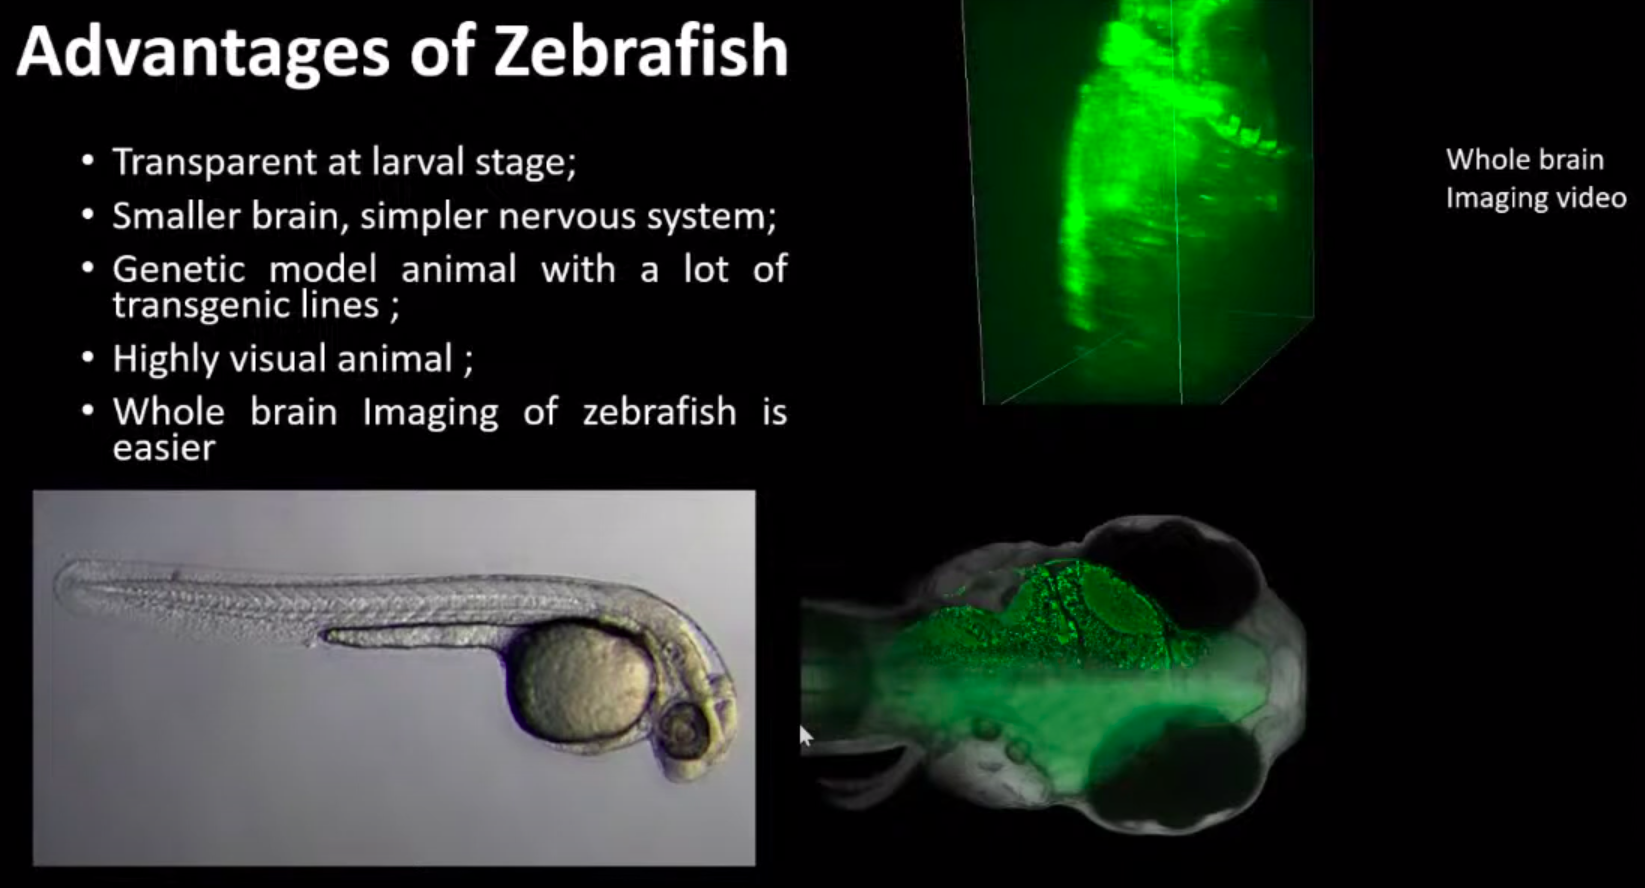 Advantages of Zebrafish
• Transparent at larval stage;
• Smaller brain, simpler nervous system;
• Genetic model animal with a lot of
transgenic lines ;
• Highly visual animal ;
• Whole brain Imaging of zebrafish is
easier
Whole brain
Imaging video